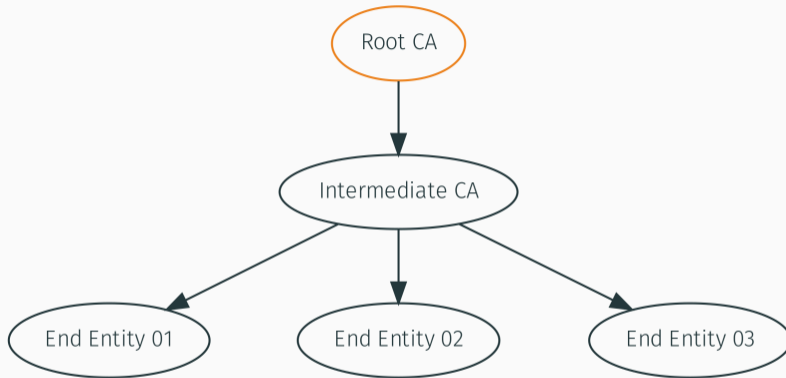 Root CA
Intermediate CA
End Entity 01
End Entity 02
End Entity 03